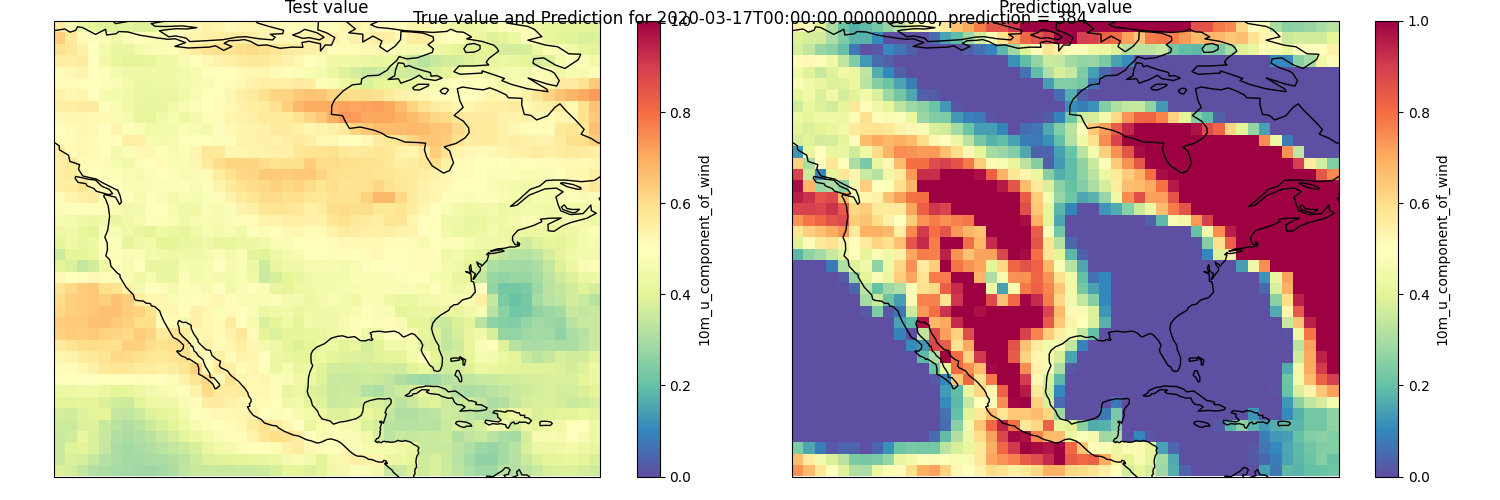 Test value
Prediction value
True value and Prediction for 2020-03-17T00:00:00.000000000, prediction = 384
1.0
0.8
0.6
0.4
0.2
0.0
10m_u_component_of_wind
1.0
0.8
0.6
0.4
0.2
0.0
10m_u_component_of_wind